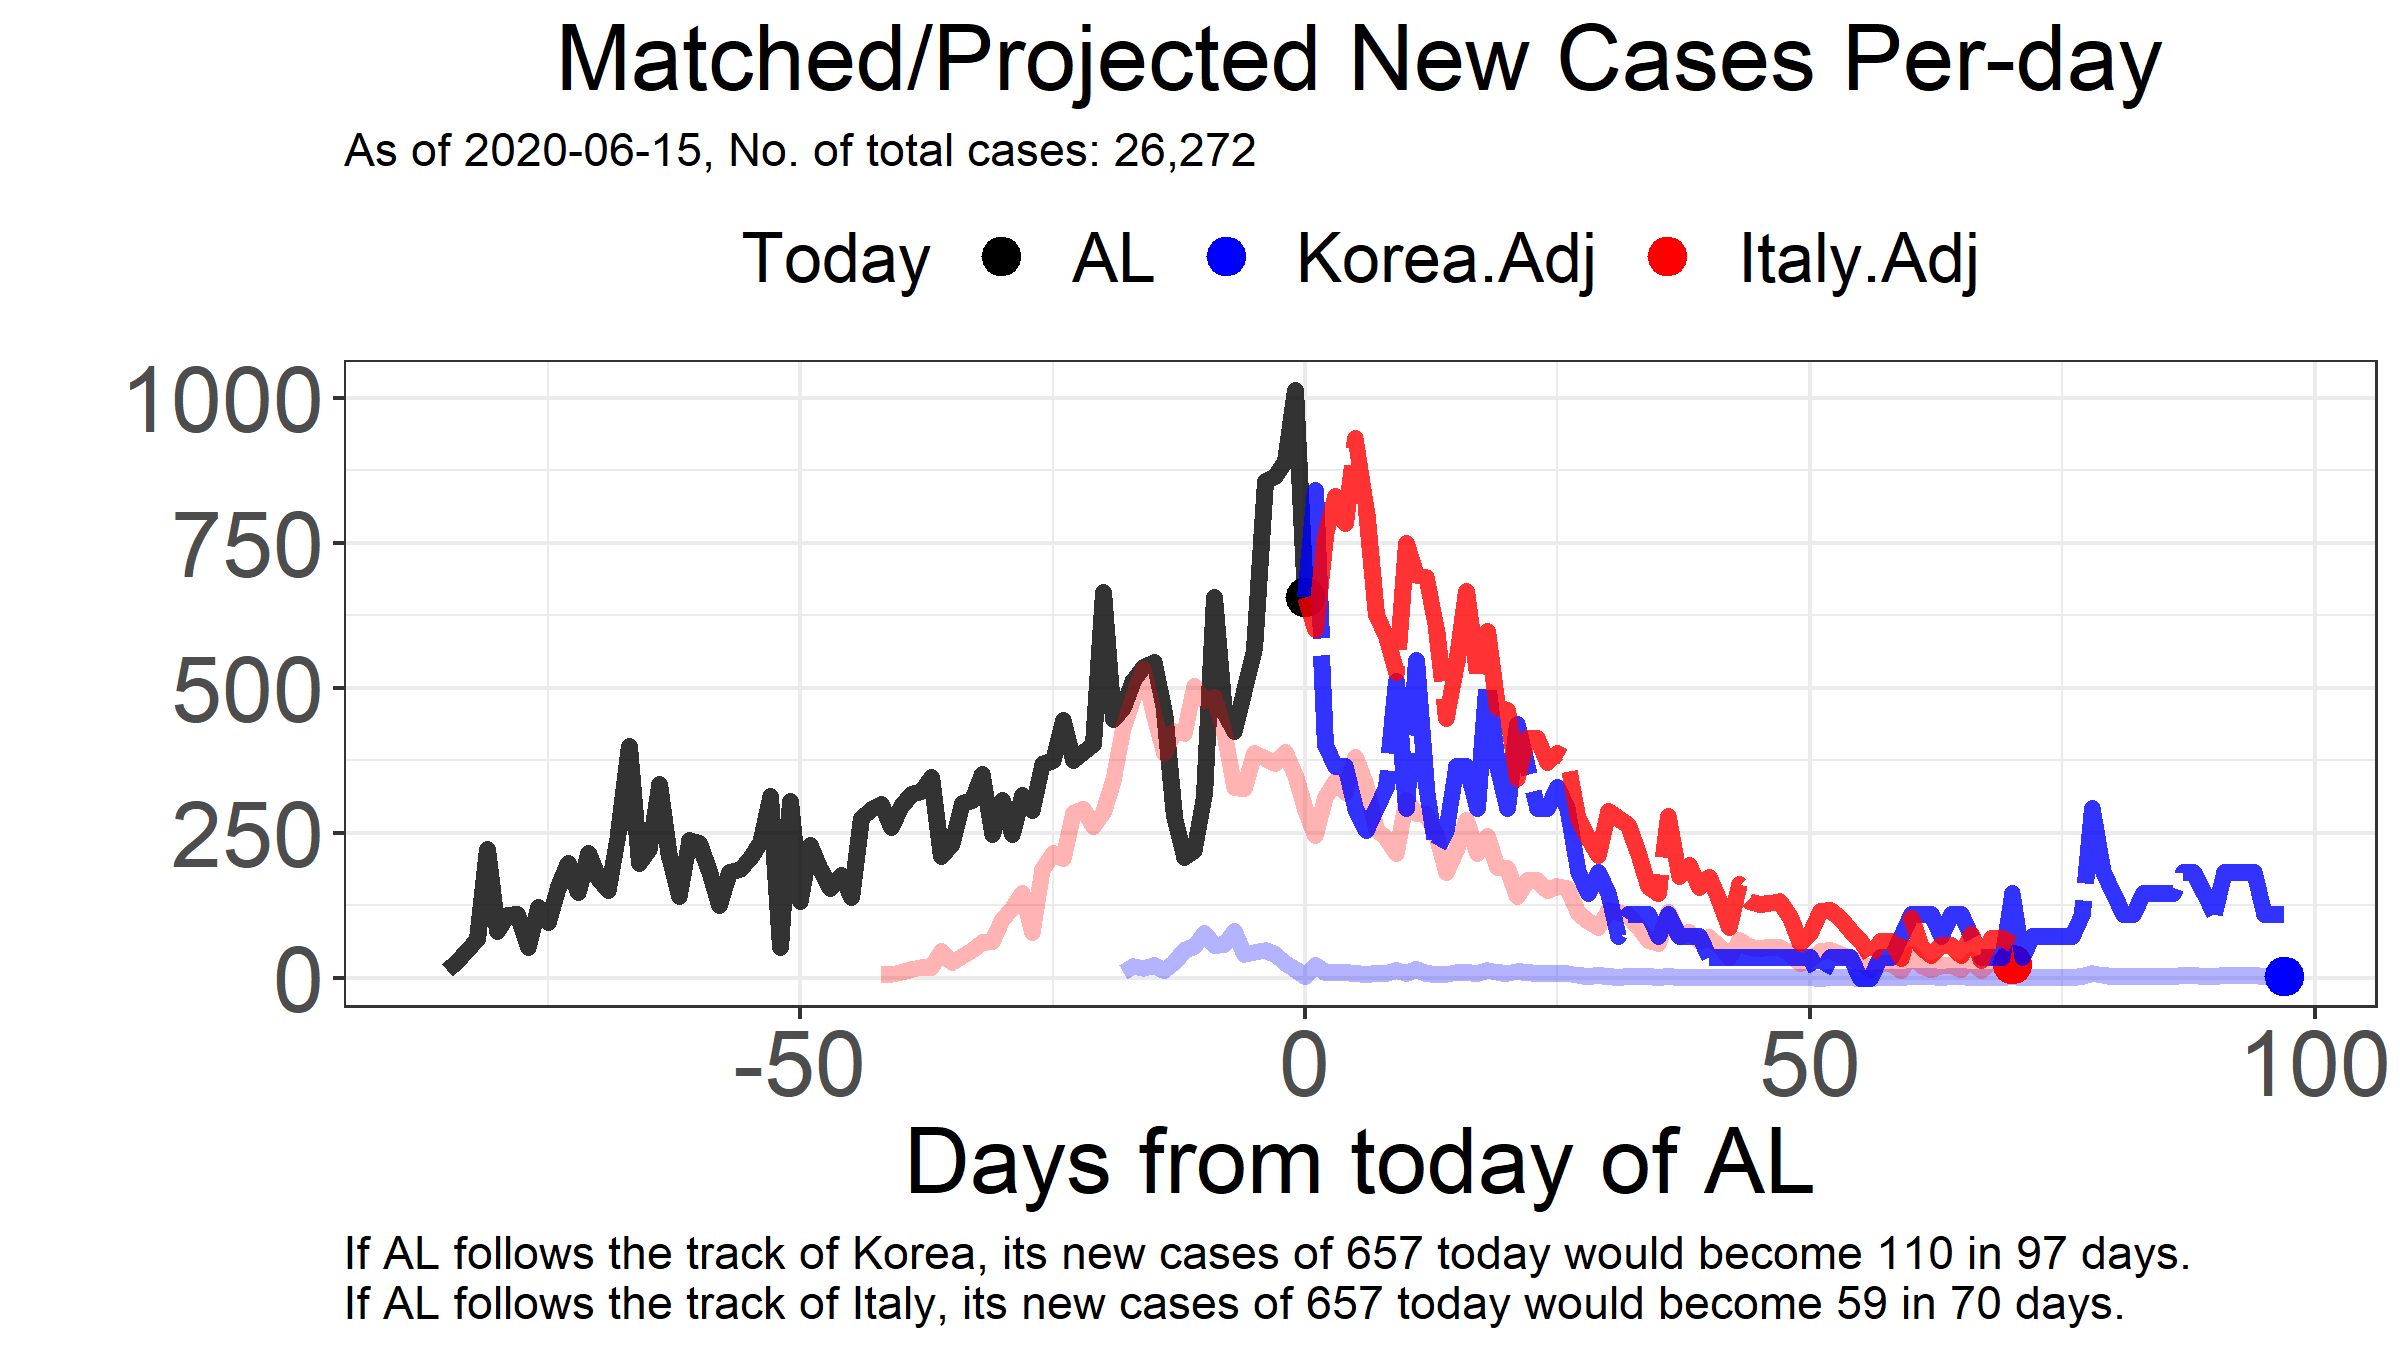 Matched/Projected New Cases Per-day
As of 2020-06-15, No. of total cases: 26,272
Today AL Korea.Adj Italy.Adj
1000
750
500
250
0
-50 0 50 100
Days from today of AL
If AL follows the track of Korea, its new cases of 657 today would become 110 in 97 days.
If AL follows the track of Italy, its new cases of 657 today would become 59 in 70 days.